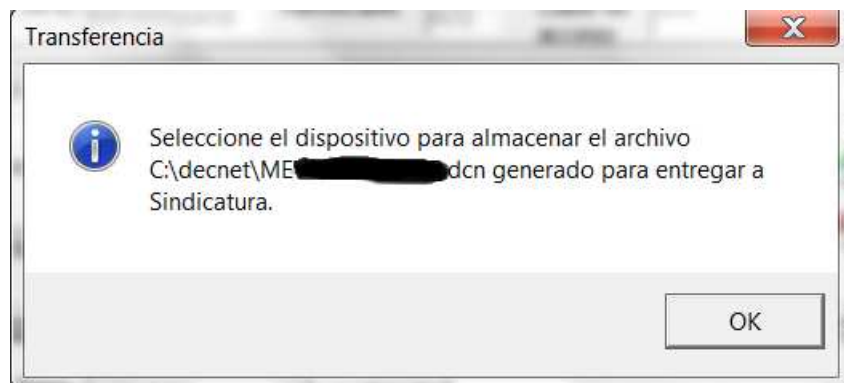 Transferencia
Seleccione el dispositivo para almacenar el archivo
C:\decnet\ME dcn generado para entregar a
Sindicatura.
OK